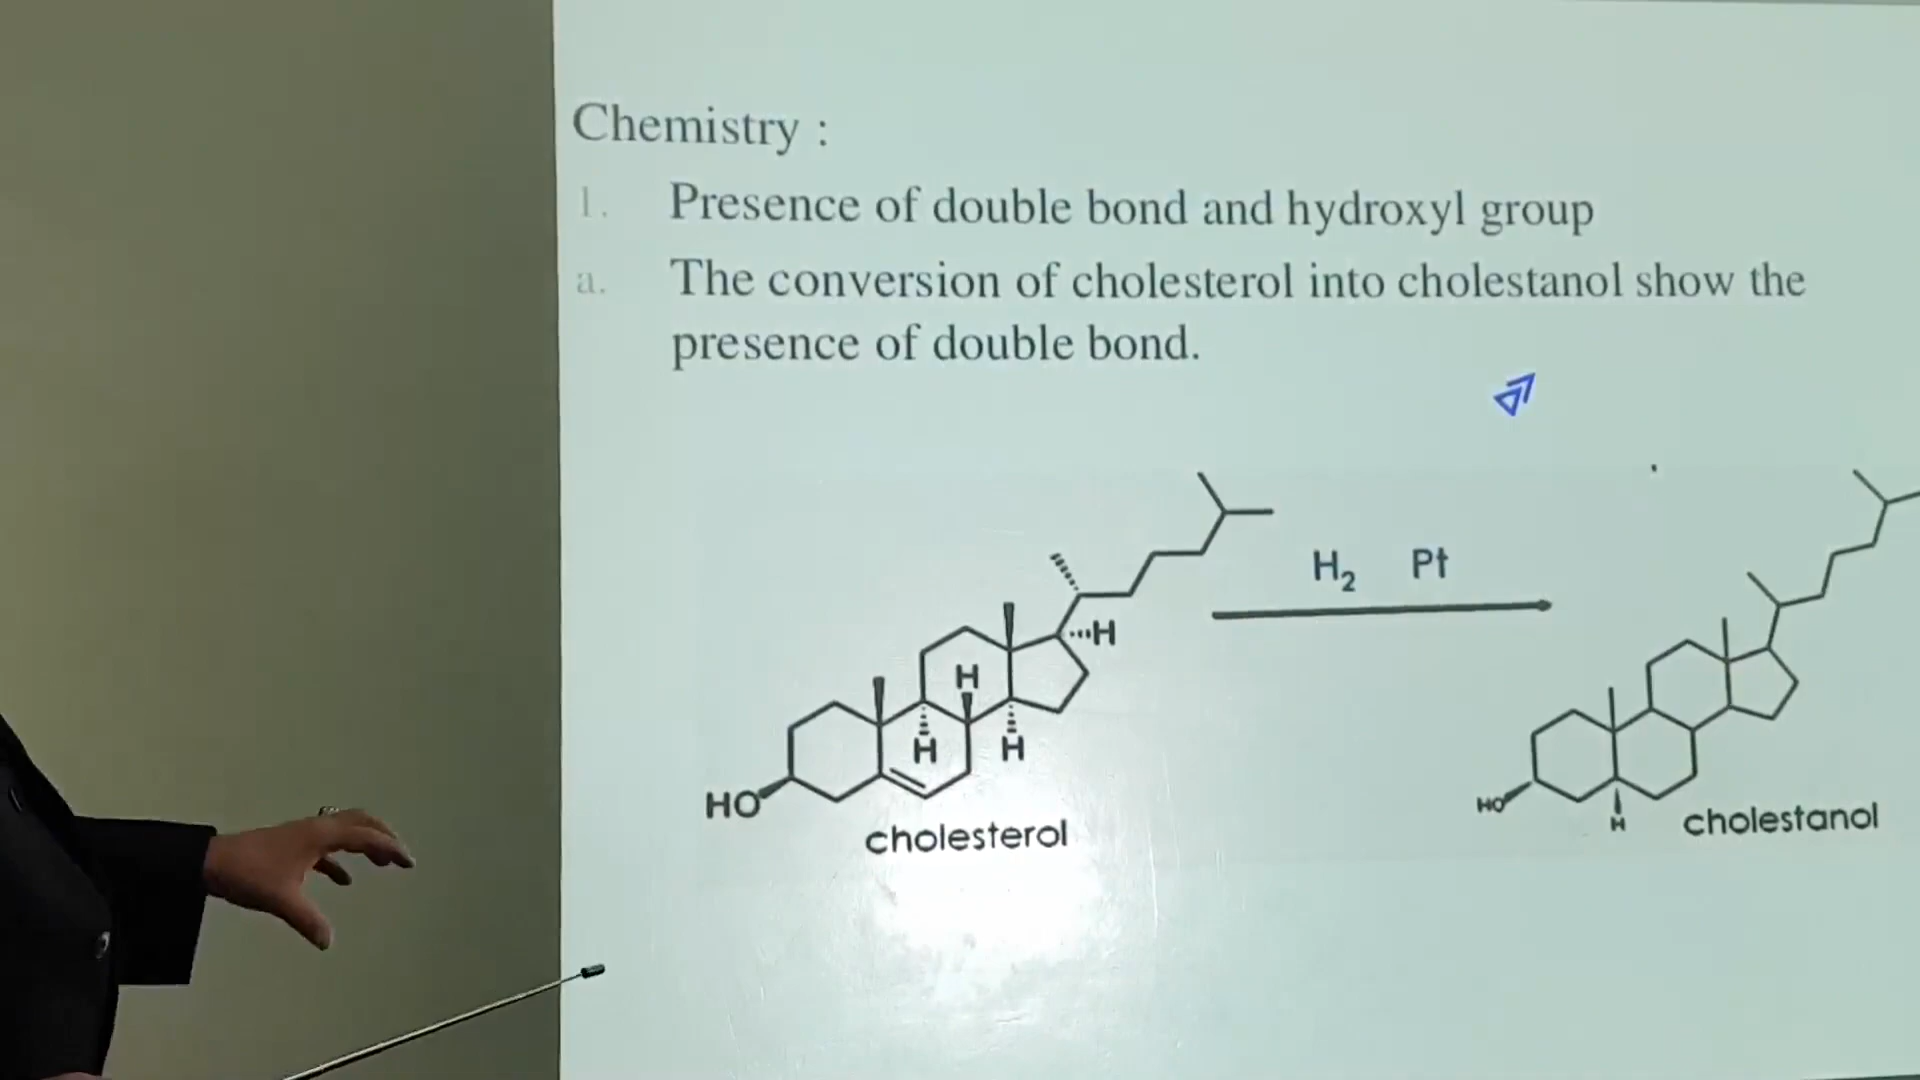 Chemistry :
1. Presence of double bond and hydroxyl group
a. The conversion of cholesterol into cholestanol show the
presence of double bond.
H₂ Pt
H
H
H H
HO
HO
H
cholesterol
cholestanol